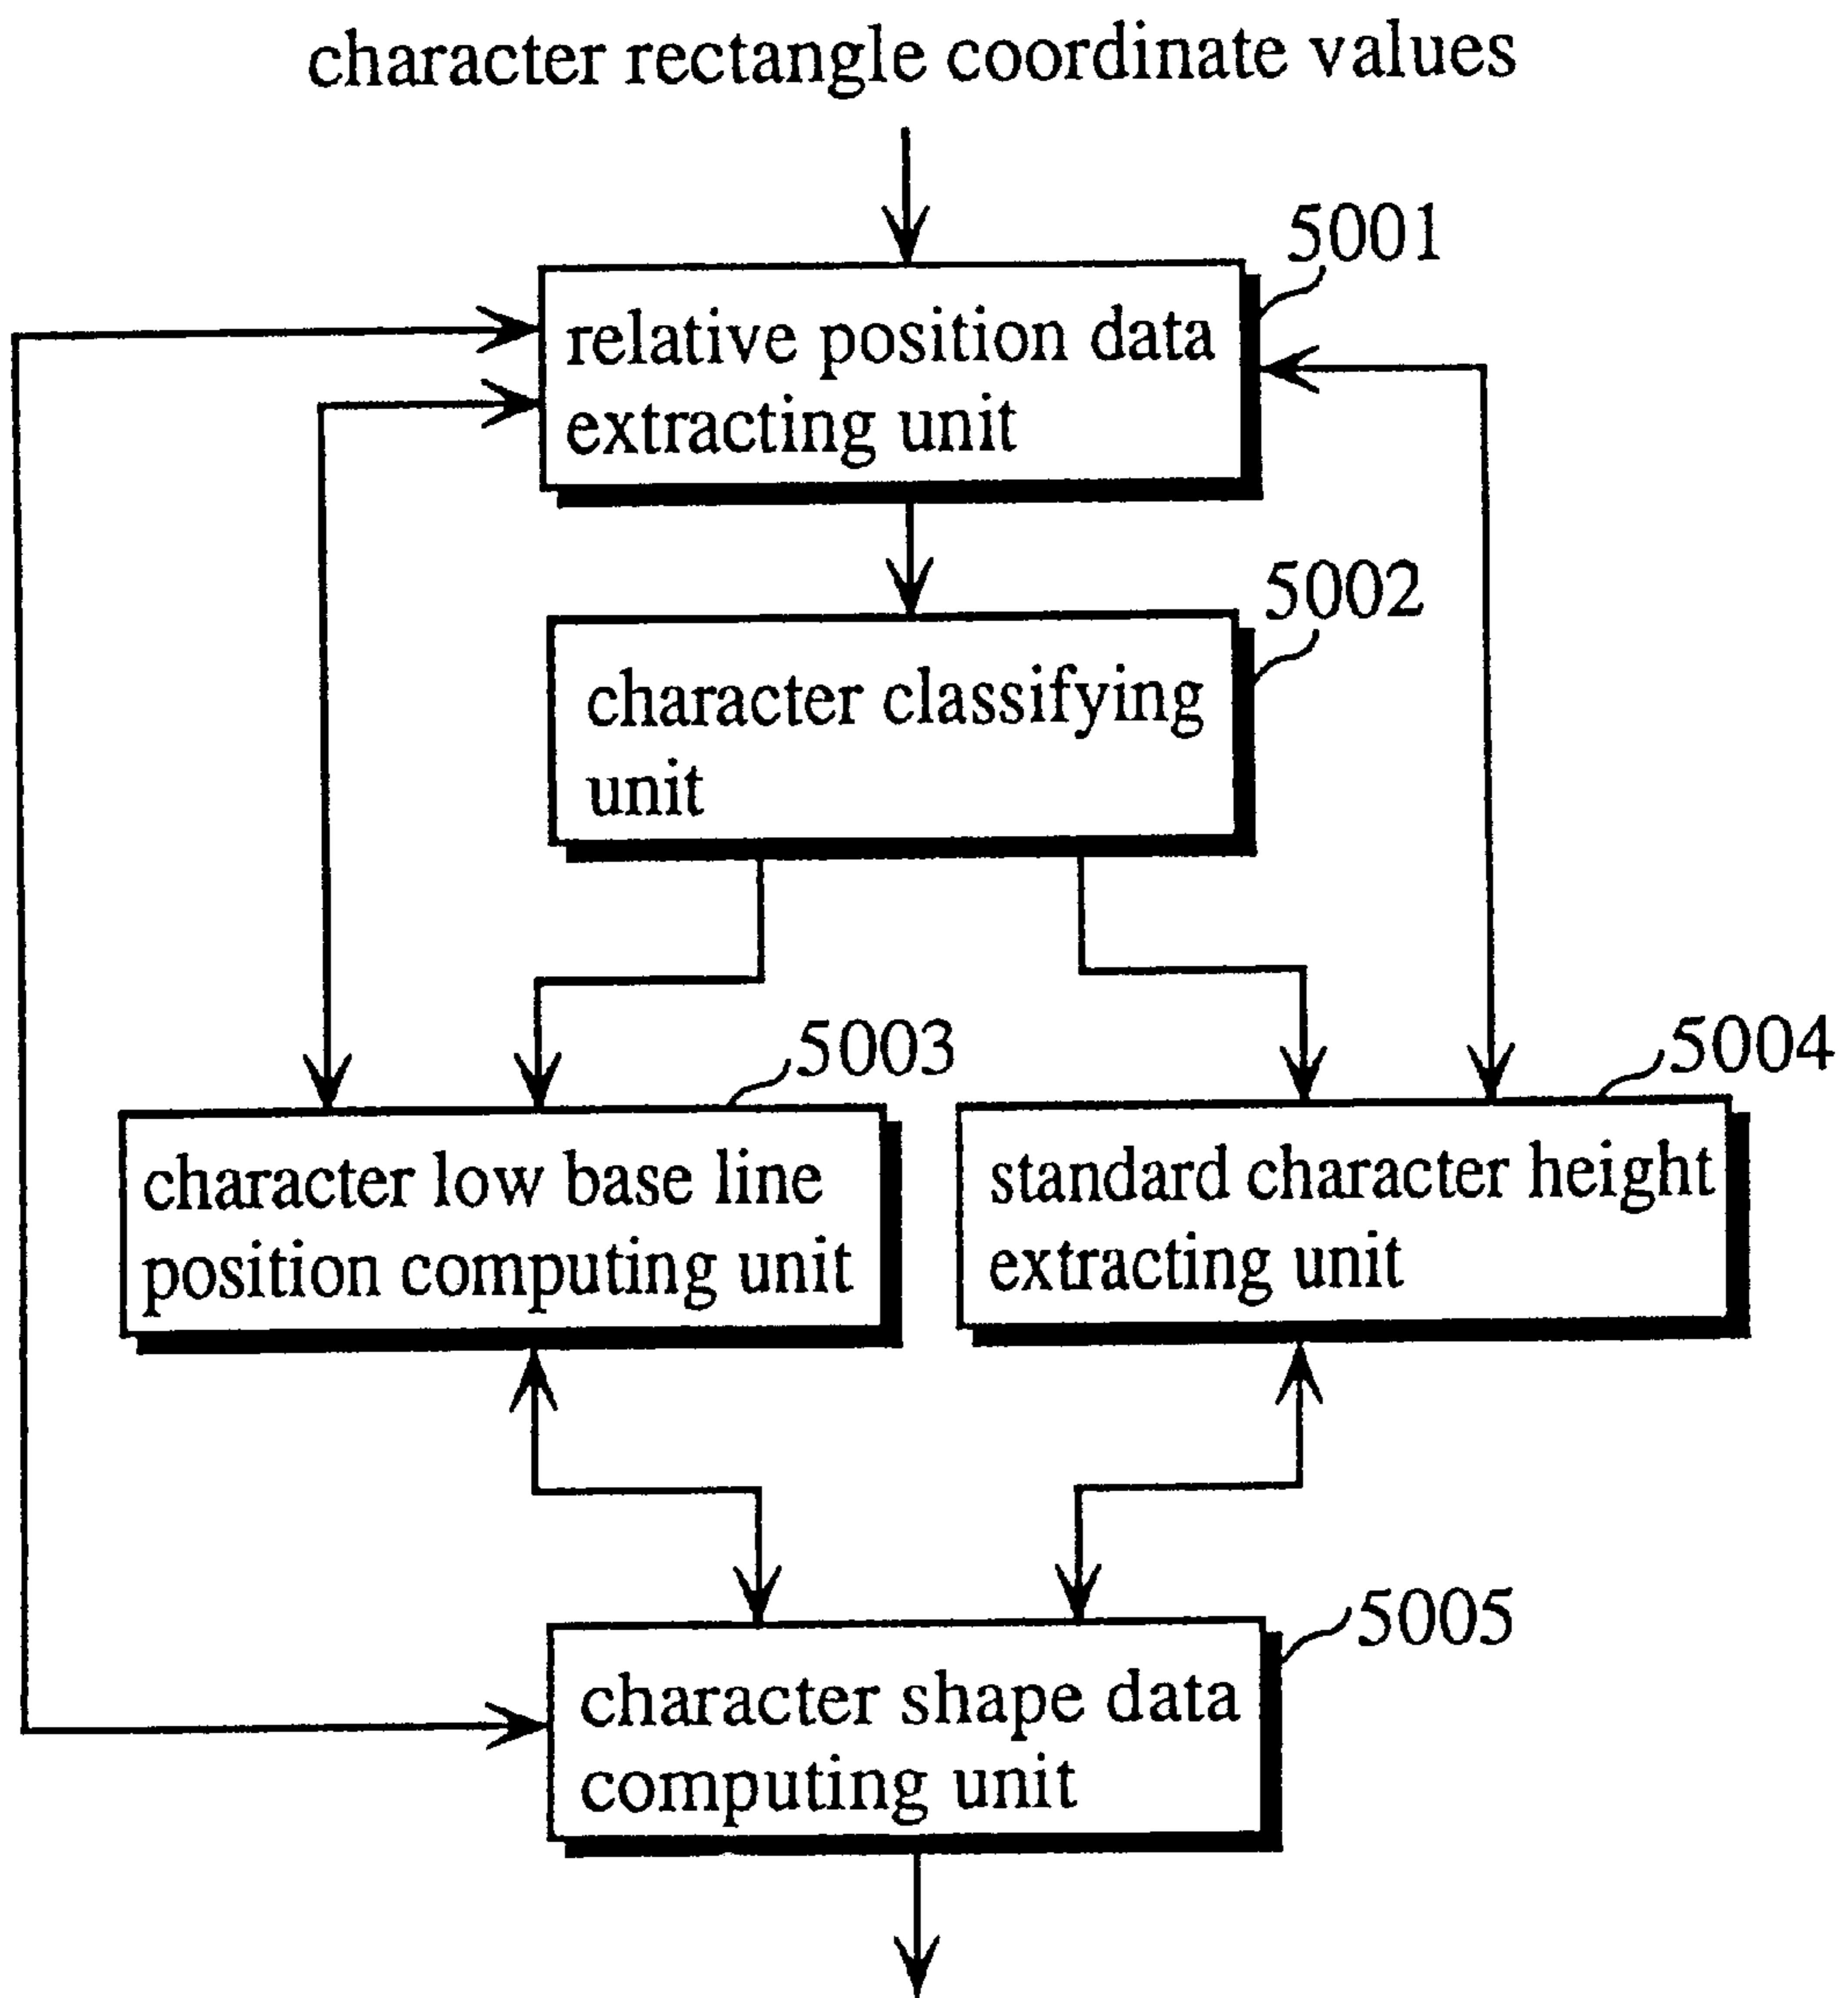 character rectangle coordinate values
5001
relative position data
extracting unit
5002
character classifying
unit
5003
character low base line
position computing unit
5004
standard character height
extracting unit
5005
character shape data
computing unit